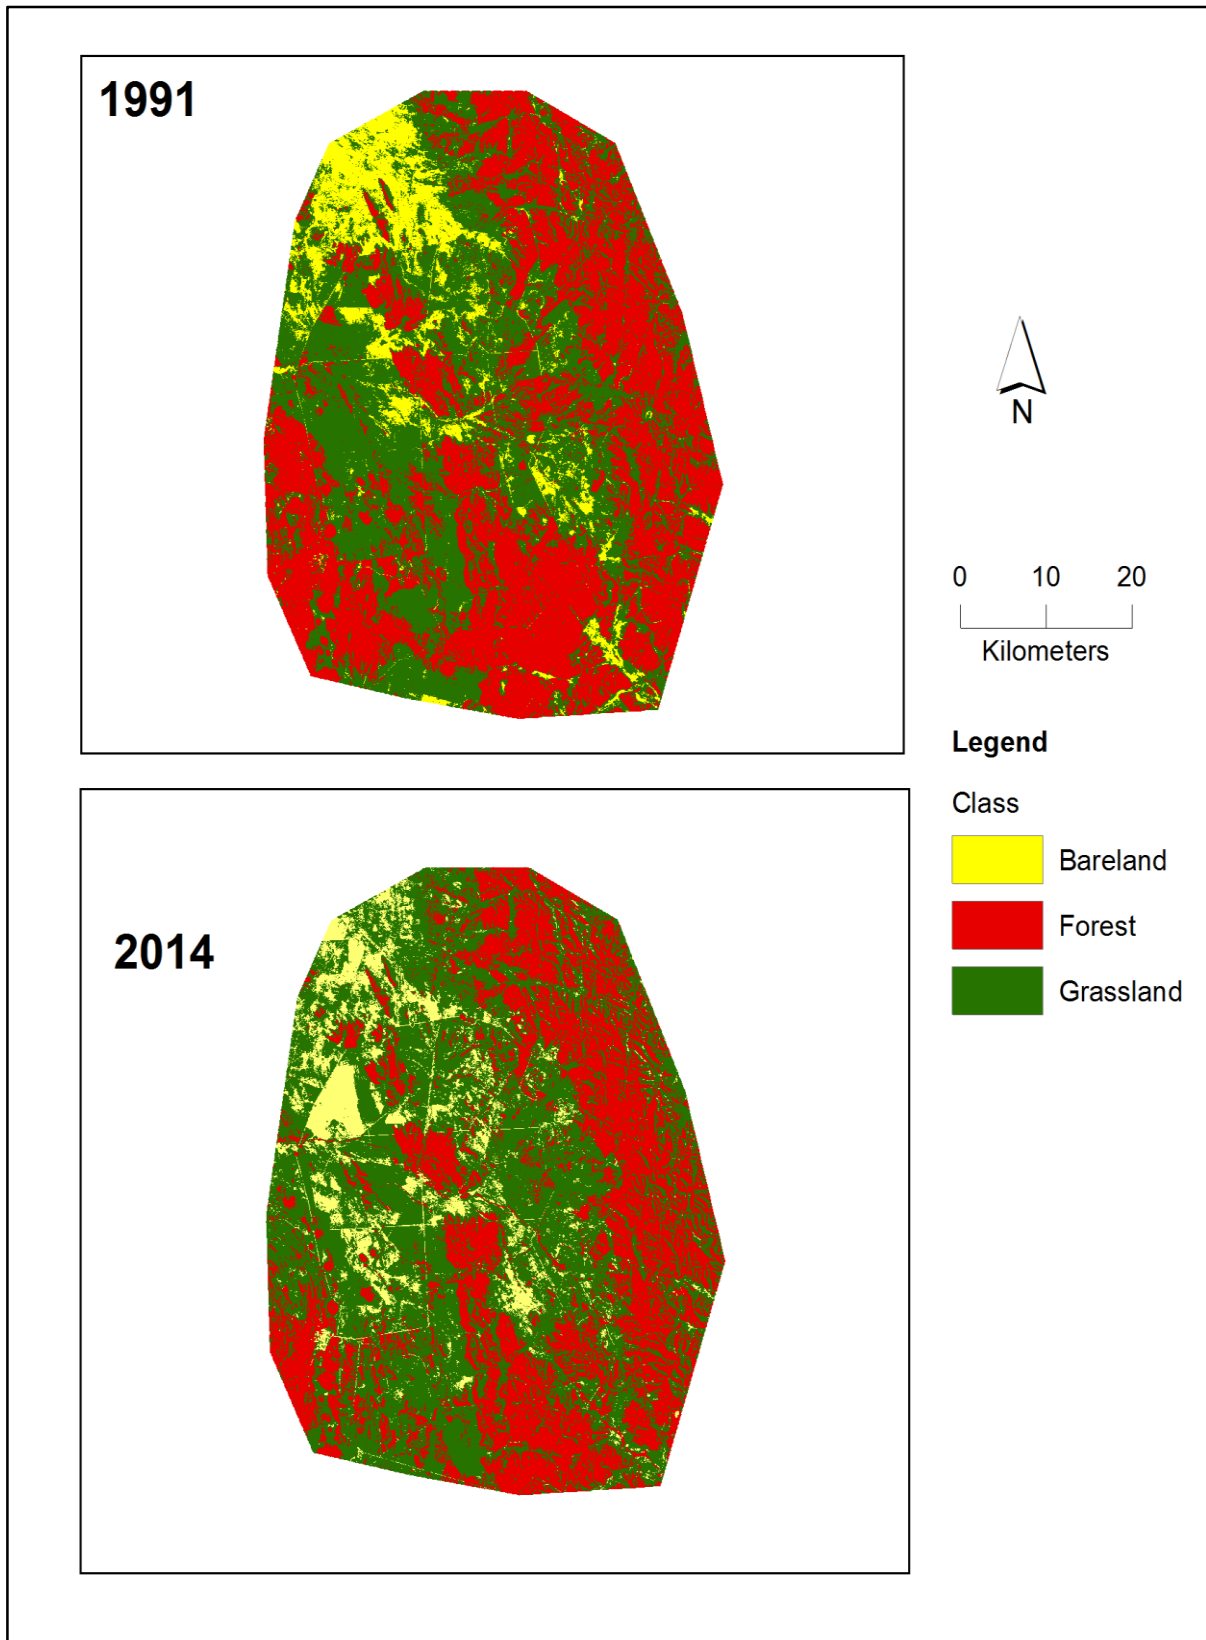 1991
N
0 10 20
Kilometers
Legend
Class
Bareland
Forest
Grassland
2014